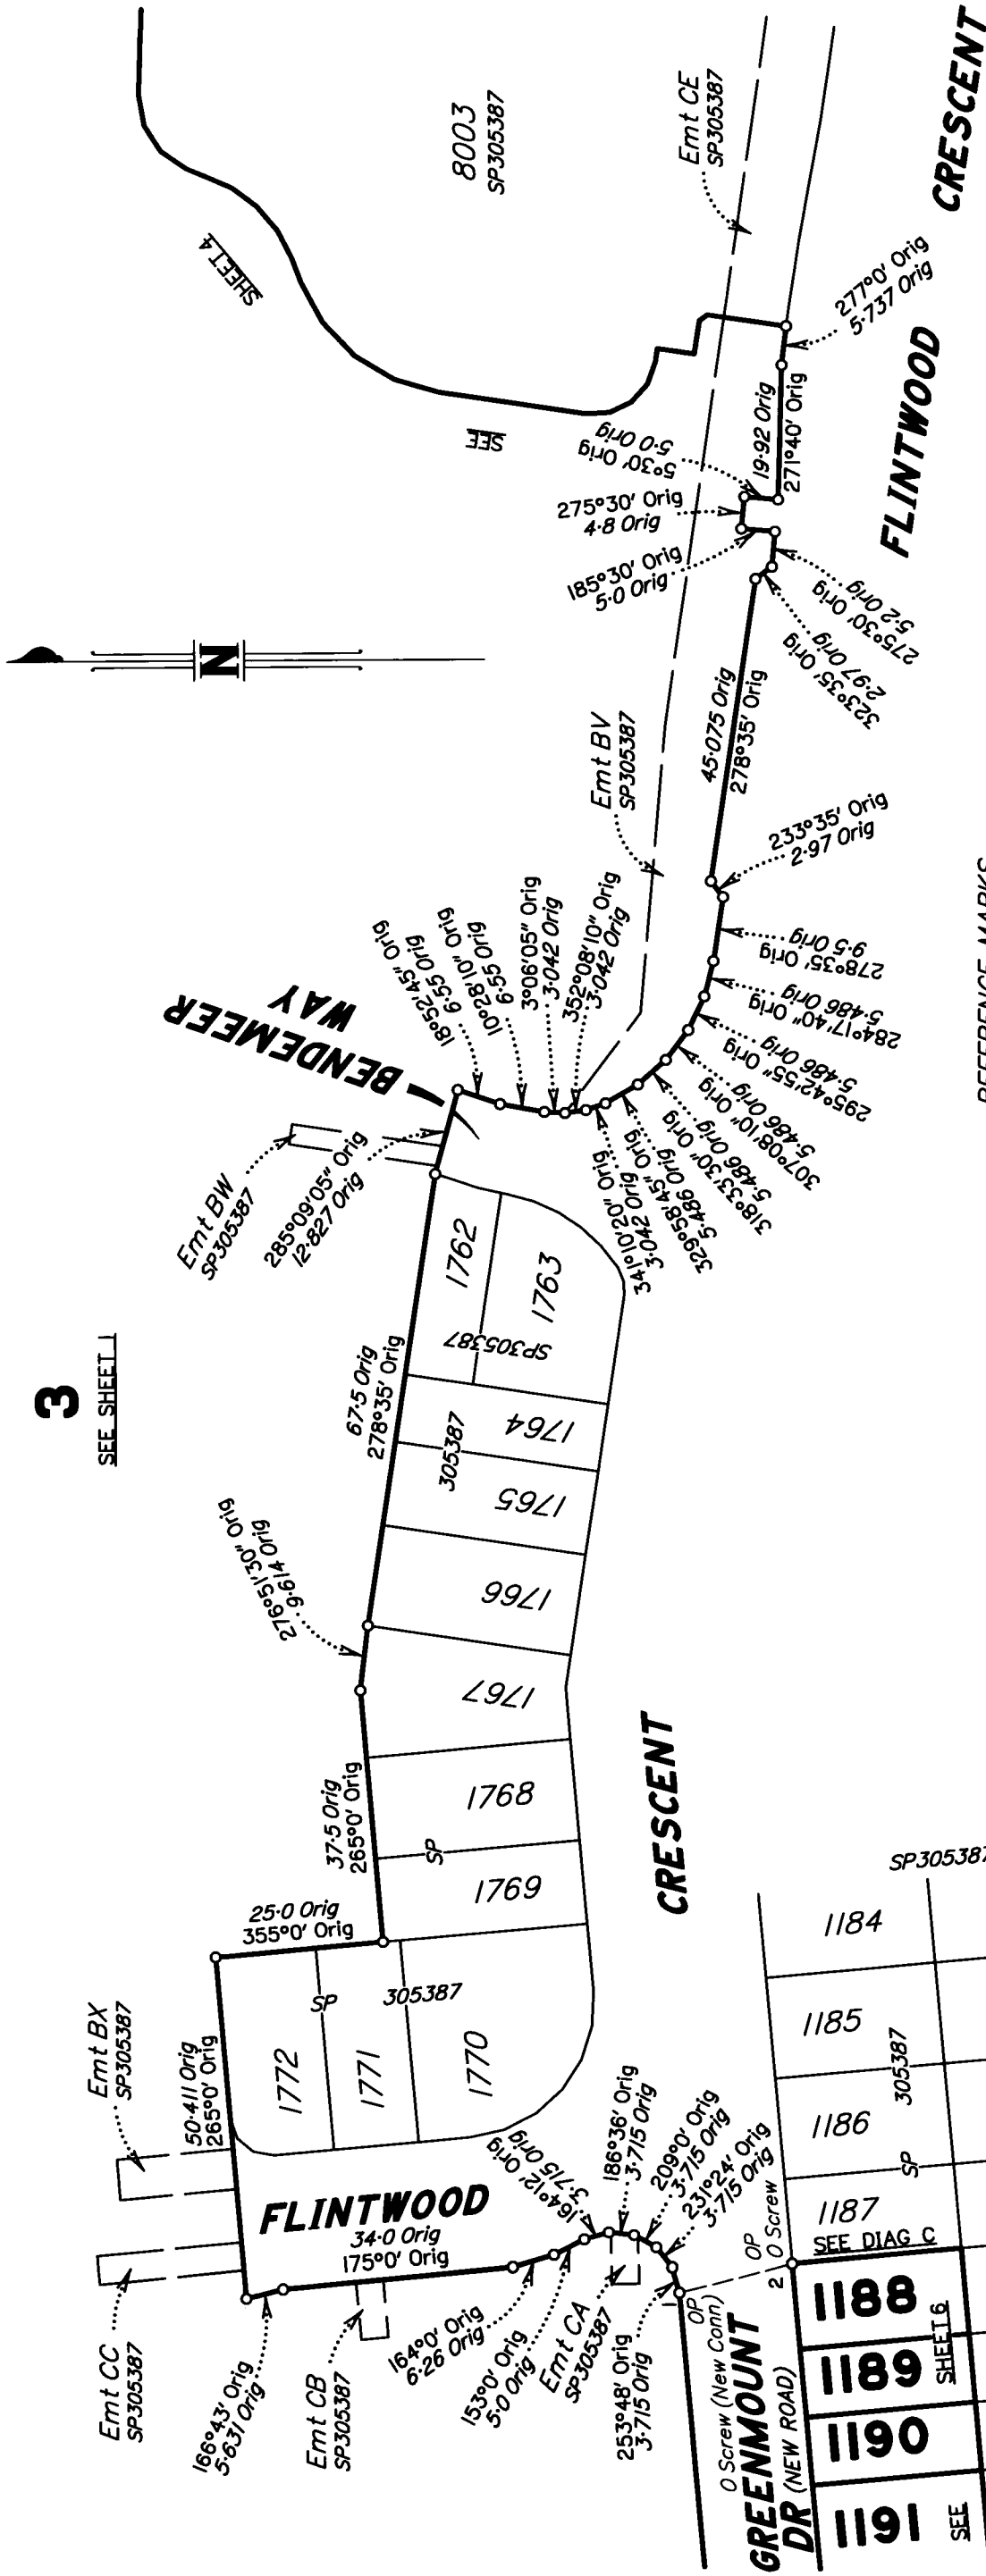 3
SEE SHEET 1
N
SHEET 4
SEE
8003
SP305387
Emt CE
SP305387
CRESCENT
FLINTWOOD
277°0' Orig
5·737 Orig
19·92 Orig
271°40' Orig
5°30' Orig
5·0 Orig
275°30' Orig
4·8 Orig
185°30' Orig
5·0 Orig
275°30' Orig
5·2 Orig
323°35' Orig
2·97 Orig
45·075 Orig
278°35' Orig
Emt BV
SP305387
233°35' Orig
2·97 Orig
278°35' Orig
9·5 Orig
284°17'40" Orig
5·486 Orig
295°42'55" Orig
5·486 Orig
307°08'10" Orig
5·486 Orig
318°33'30" Orig
5·486 Orig
329°58'45" Orig
5·486 Orig
341°10'20" Orig
3·042 Orig
352°08'10" Orig
3·042 Orig
3°06'05" Orig
3·042 Orig
10°28'10" Orig
6·55 Orig
18°52'45" Orig
6·55 Orig
BENDEMEER
WAY
Emt BW
SP305387
285°09'05" Orig
12·827 Orig
67·5 Orig
278°35' Orig
1762
1763
SP305387
1764
305387
1765
1766
276°51'30" Orig
9·614 Orig
1767
37·5 Orig
265°0' Orig
1768
SP
1769
25·0 Orig
355°0' Orig
1770
305387
SP
1771
1772
CRESCENT
Emt BX
SP305387
50·411 Orig
265°0' Orig
FLINTWOOD
34·0 Orig
175°0' Orig
Emt CC
SP305387
166°43' Orig
5·631 Orig
Emt CB
SP305387
164°0' Orig
6·26 Orig
153°0' Orig
5·0 Orig
Emt CA
SP305387
164°12' Orig
3·715 Orig
186°36' Orig
3·715 Orig
209°0' Orig
3·715 Orig
231°24' Orig
3·715 Orig
253°48' Orig
3·715 Orig
1
OP
O Screw (New Conn)
2
OP
O Screw
GREENMOUNT
DR (NEW ROAD)
SP305387
1184
1185
305387
1186
SP
1187
SEE DIAG C
1188
1189
SHEET 6
1190
1191
SEE
REFERENCE MARKS